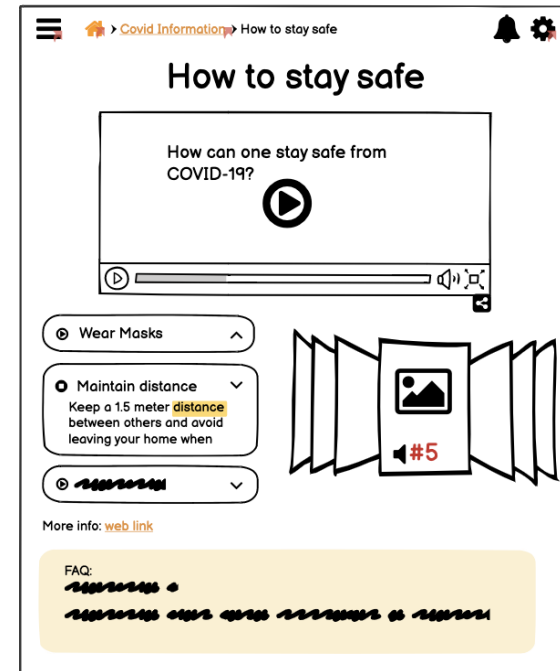 Covid Information How to stay safe
How to stay safe
How can one stay safe from
COVID-19?
Wear Masks
Maintain distance
Keep a 1.5 meter distance
between others and avoid
leaving your home when
#5
More info: web link
FAQ: